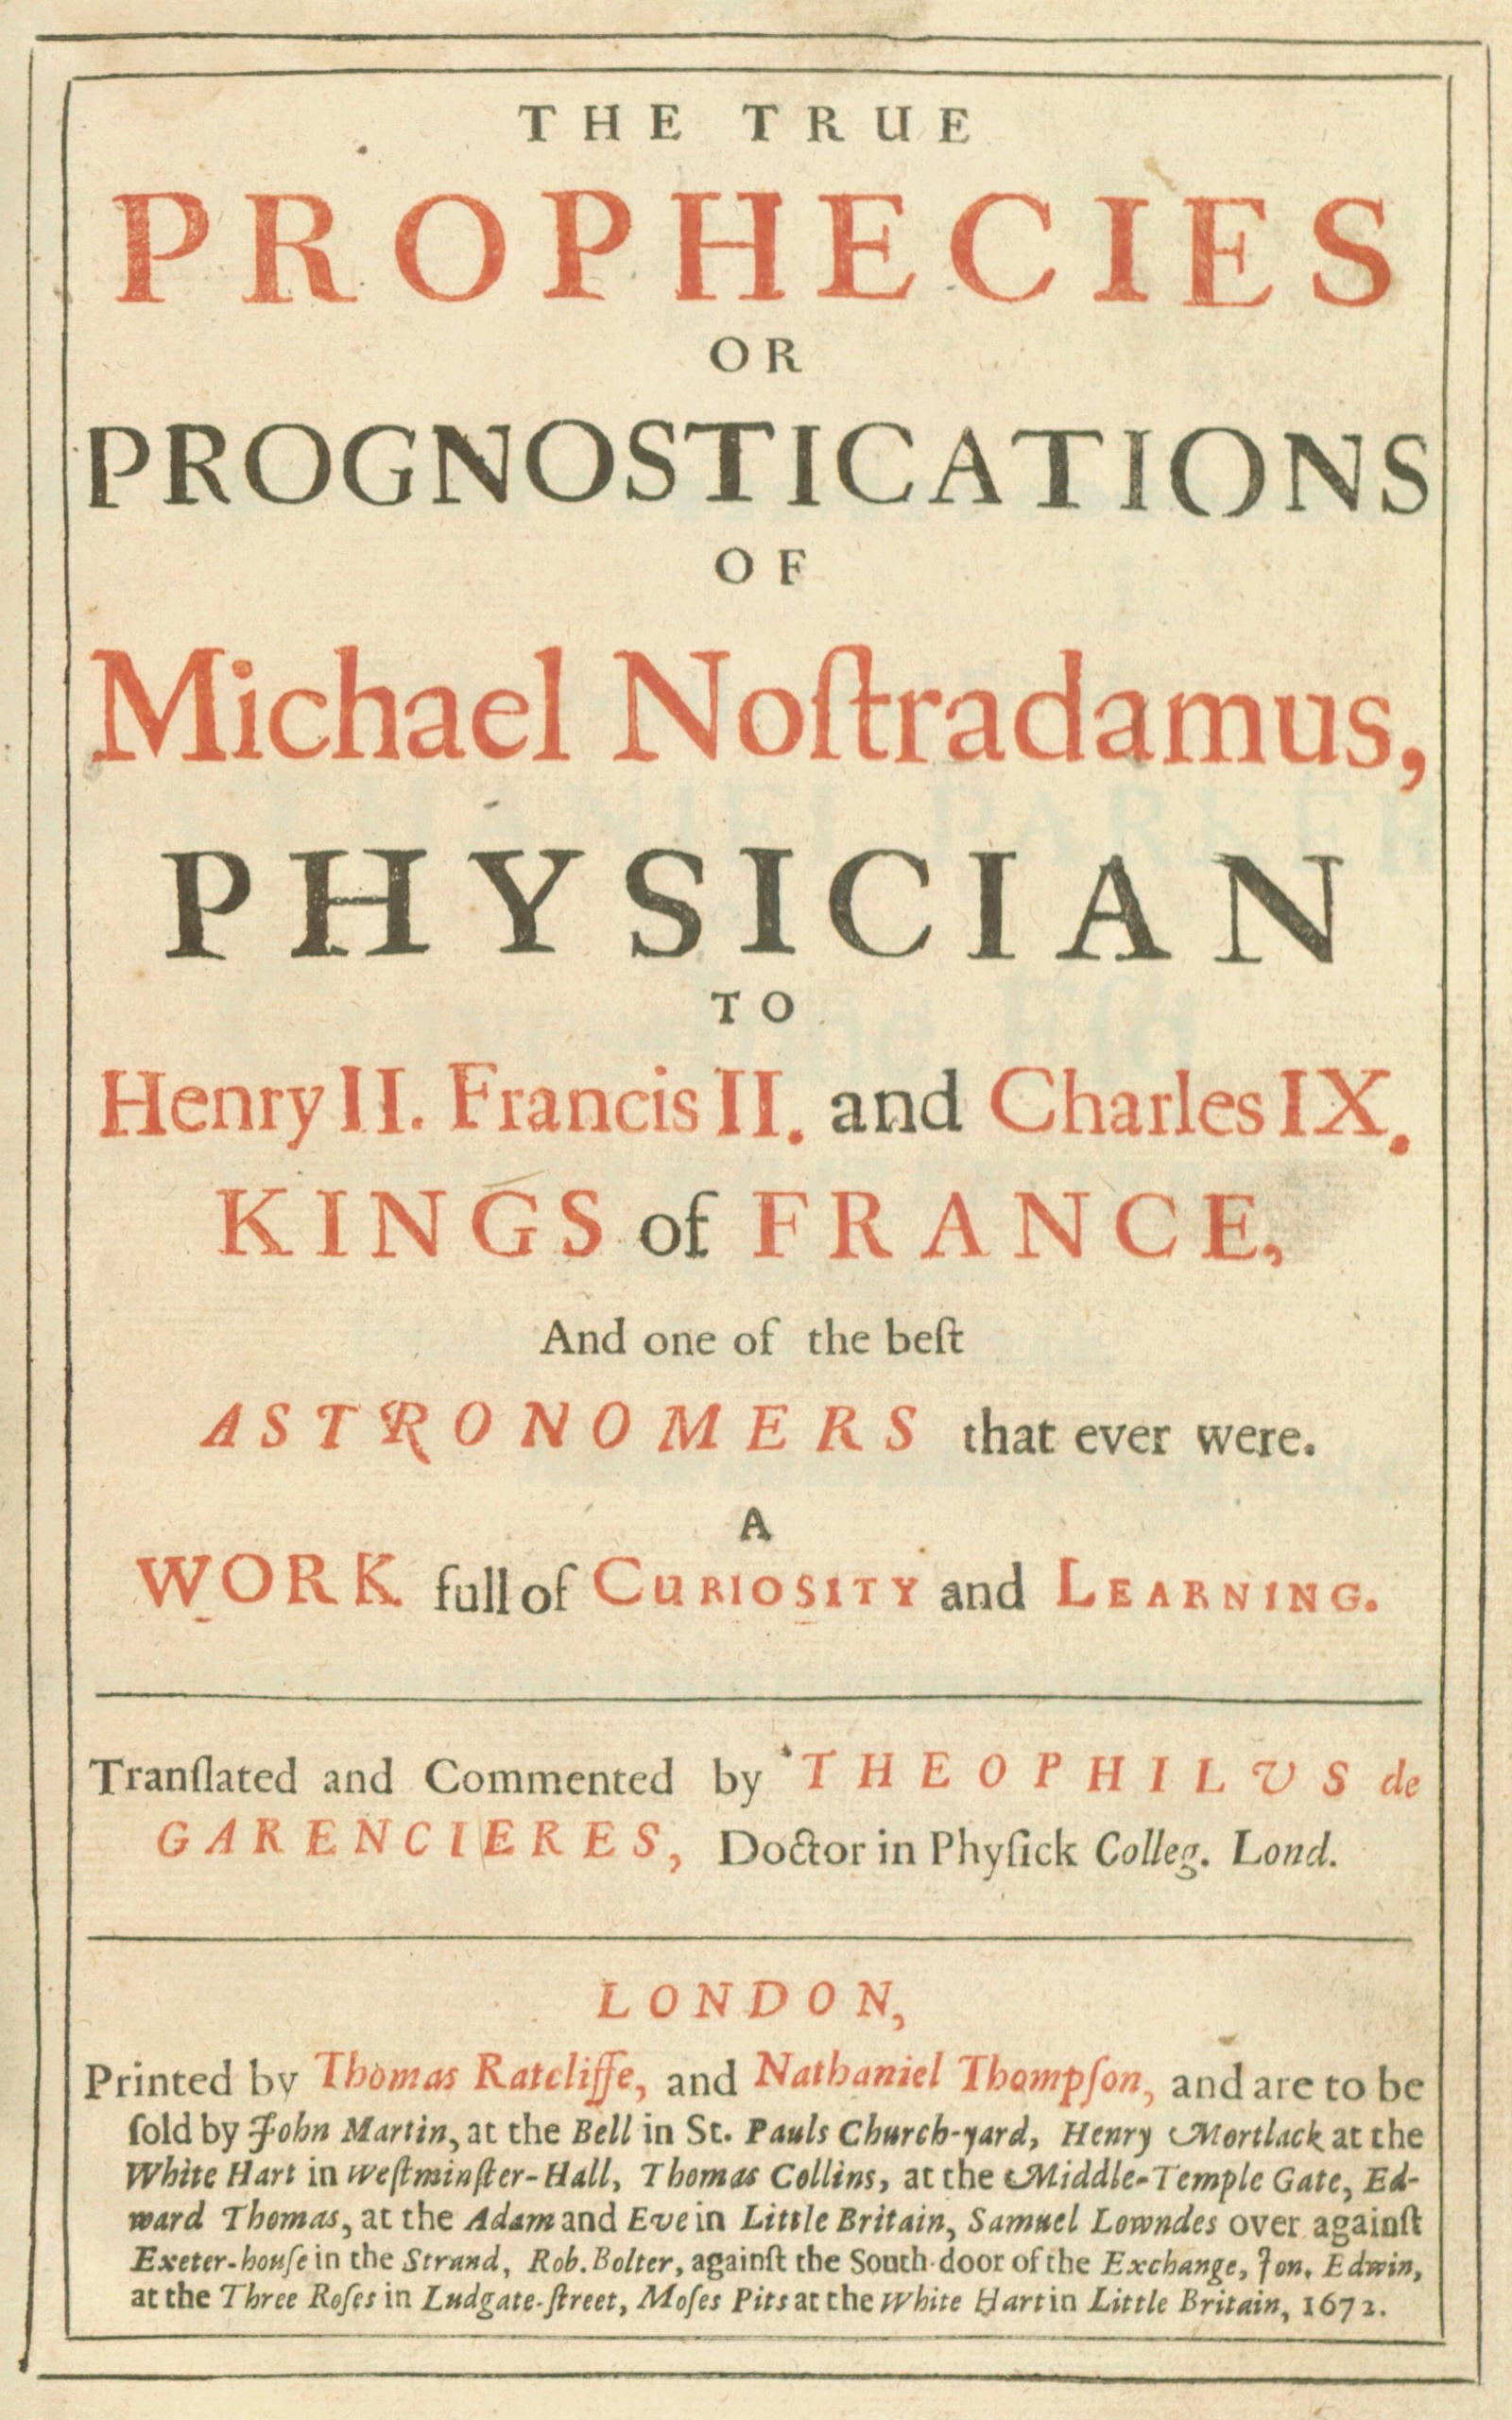 THE TRUE
PROPHECIES
OR
PROGNOSTICATIONS
OF
Michael Noſtradamus,
PHYSICIAN
TO
Henry II. Francis II. and Charles IX.
KINGS of FRANCE,
And one of the beſt
ASTRONOMERS that ever were.
A
WORK full of CURIOSITY and LEARNING.
Tranſlated and Commented by THEOPHILVS de
GARENCIERES, Doctor in Phyſick Colleg. Lond.
LONDON,
Printed by Thomas Ratcliffe, and Nathaniel Thompſon, and are to be
ſold by John Martin, at the Bell in St. Pauls Church-yard, Henry Mortlack at the
White Hart in Weſtminſter-Hall, Thomas Collins, at the Middle-Temple Gate, Ed-
ward Thomas, at the Adam and Eve in Little Britain, Samuel Lowndes over againſt
Exeter-houſe in the Strand, Rob. Bolter, againſt the South-door of the Exchange, Jon. Edwin,
at the Three Roſes in Ludgate-ſtreet, Moſes Pits at the White Hart in Little Britain, 1672.